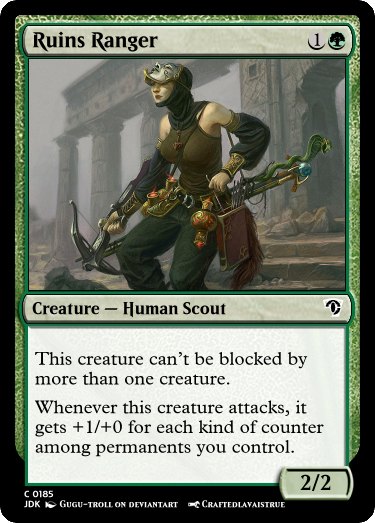 Ruins Ranger 1
Creature — Human Scout
This creature can't be blocked by
more than one creature.
Whenever this creature attacks, it
gets +1/+0 for each kind of counter
among permanents you control.
2/2
C 0185
JDK GUGU-TROLL ON DEVIANTART CRAFTEDLAVAISTRUE